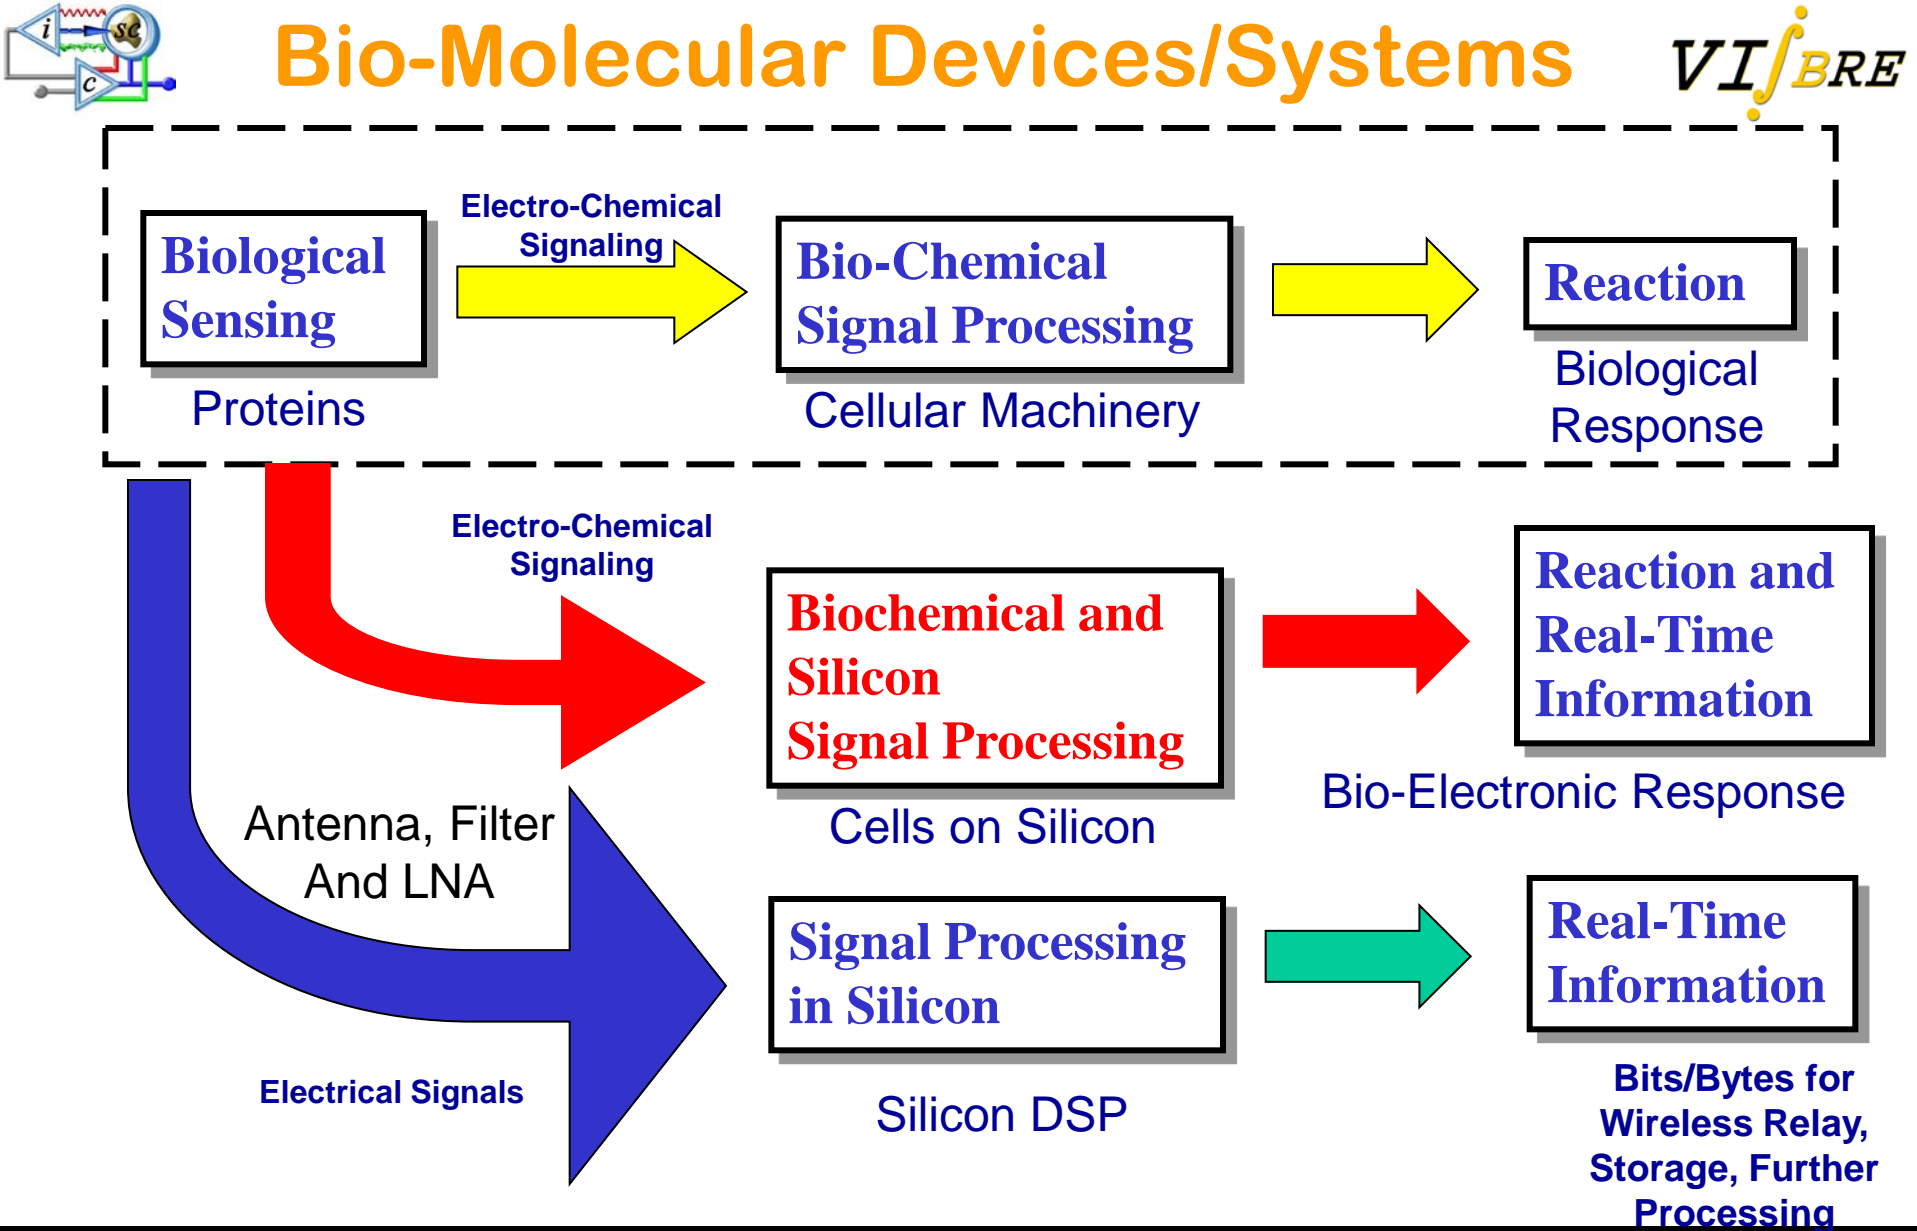 i
sc
c
Bio-Molecular Devices/Systems
VI∫BRE
Electro-Chemical
Signaling
Biological
Sensing
Proteins
Bio-Chemical
Signal Processing
Cellular Machinery
Reaction
Biological
Response
Electro-Chemical
Signaling
Biochemical and
Silicon
Signal Processing
Cells on Silicon
Reaction and
Real-Time
Information
Bio-Electronic Response
Antenna, Filter
And LNA
Electrical Signals
Signal Processing
in Silicon
Silicon DSP
Real-Time
Information
Bits/Bytes for
Wireless Relay,
Storage, Further
Processing